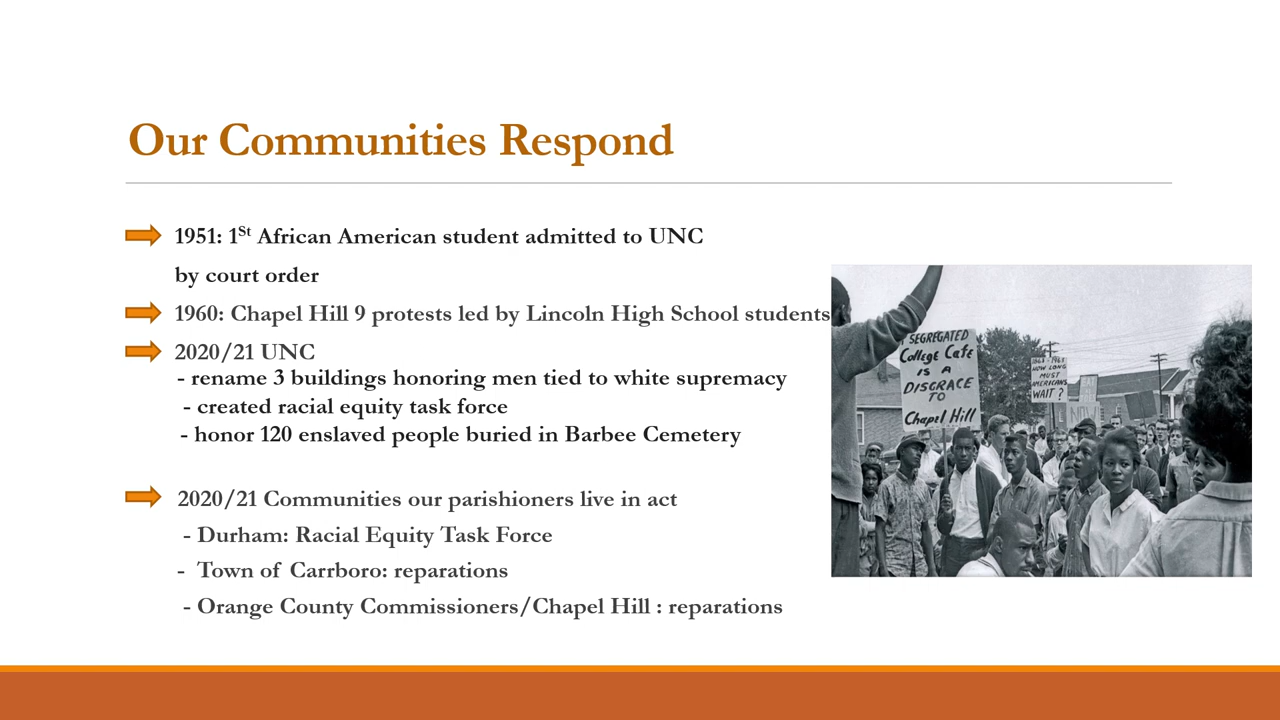 Our Communities Respond
1951: 1St African American student admitted to UNC
by court order
1960: Chapel Hill 9 protests led by Lincoln High School students
2020/21 UNC
- rename 3 buildings honoring men tied to white supremacy
- created racial equity task force
- honor 120 enslaved people buried in Barbee Cemetery
2020/21 Communities our parishioners live in act
- Durham: Racial Equity Task Force
- Town of Carrboro: reparations
- Orange County Commissioners/Chapel Hill : reparations
SEGREGATED
College Cafe
IS A
DISGRACE
TO
Chapel Hill
1863-1963
HOW LONG
MUST
AMERICANS
WAIT ?
NOW